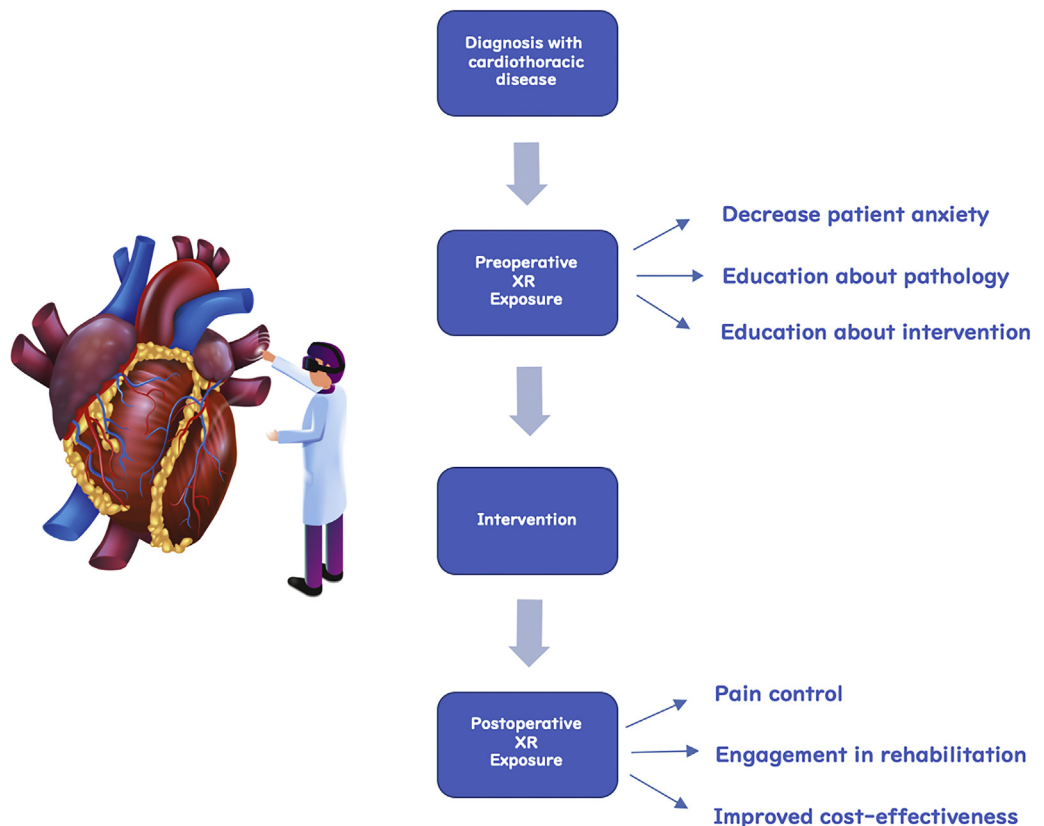 Diagnosis with
cardiothoracic
disease
Preoperative
XR
Exposure
Decrease patient anxiety
Education about pathology
Education about intervention
Intervention
Postoperative
XR
Exposure
Pain control
Engagement in rehabilitation
Improved cost-effectiveness